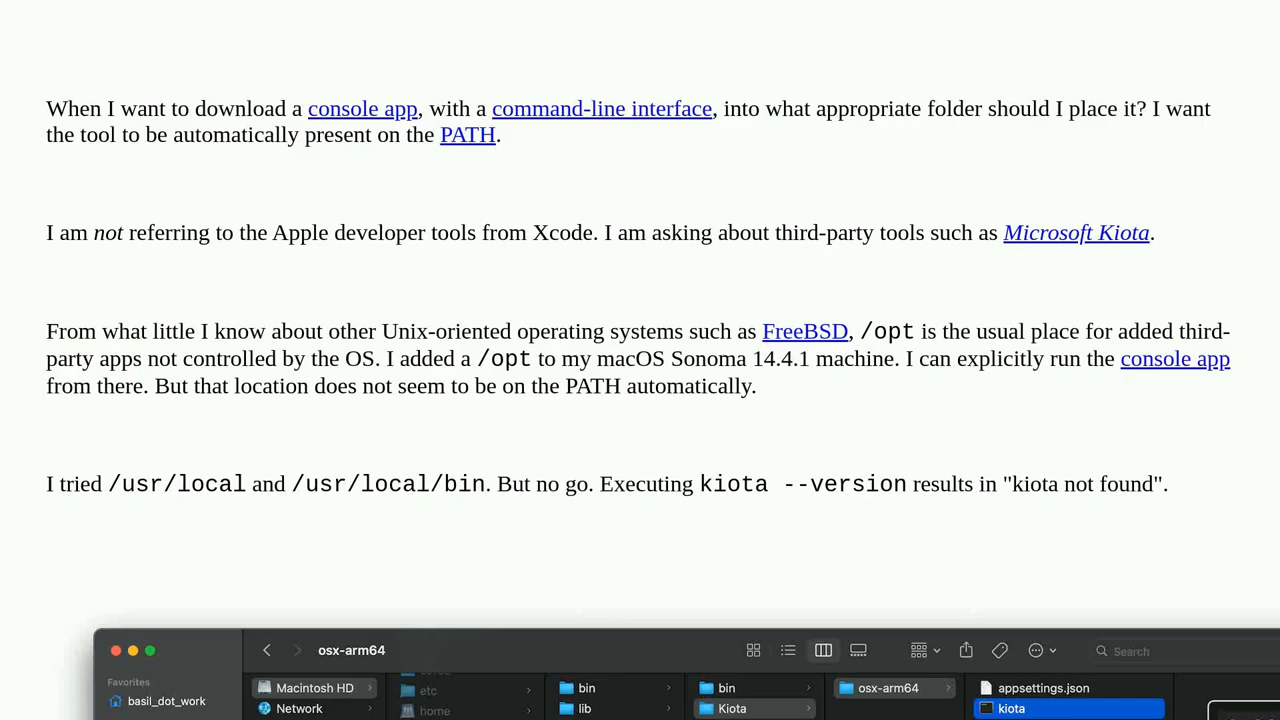 When I want to download a console app, with a command-line interface, into what appropriate folder should I place it? I want
the tool to be automatically present on the PATH.
I am not referring to the Apple developer tools from Xcode. I am asking about third-party tools such as Microsoft Kiota.
From what little I know about other Unix-oriented operating systems such as FreeBSD, /opt is the usual place for added third-
party apps not controlled by the OS. I added a /opt to my macOS Sonoma 14.4.1 machine. I can explicitly run the console app
from there. But that location does not seem to be on the PATH automatically.
I tried /usr/local and /usr/local/bin. But no go. Executing kiota --version results in "kiota not found".
osx-arm64
Search
Favorites
basil_dot_work
Macintosh HD
Network
etc
home
bin
lib
bin
Kiota
osx-arm64
appsettings.json
kiota